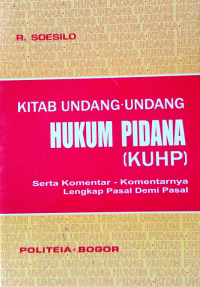 R. SOESILO
KITAB UNDANG-UNDANG
HUKUM PIDANA
(KUHP)
Serta Komentar - Komentarnya
Lengkap Pasal Demi Pasal
POLITEIA-BOGOR